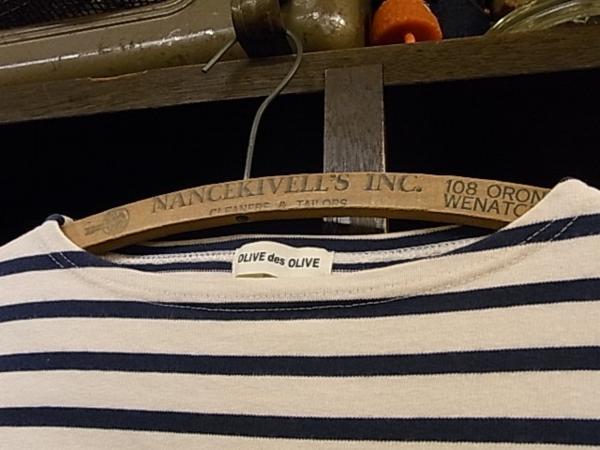 NANCEKIVELL'S INC.
CLEANERS & TAILORS
108 ORON
WENATC
OLIVE des OLIVE